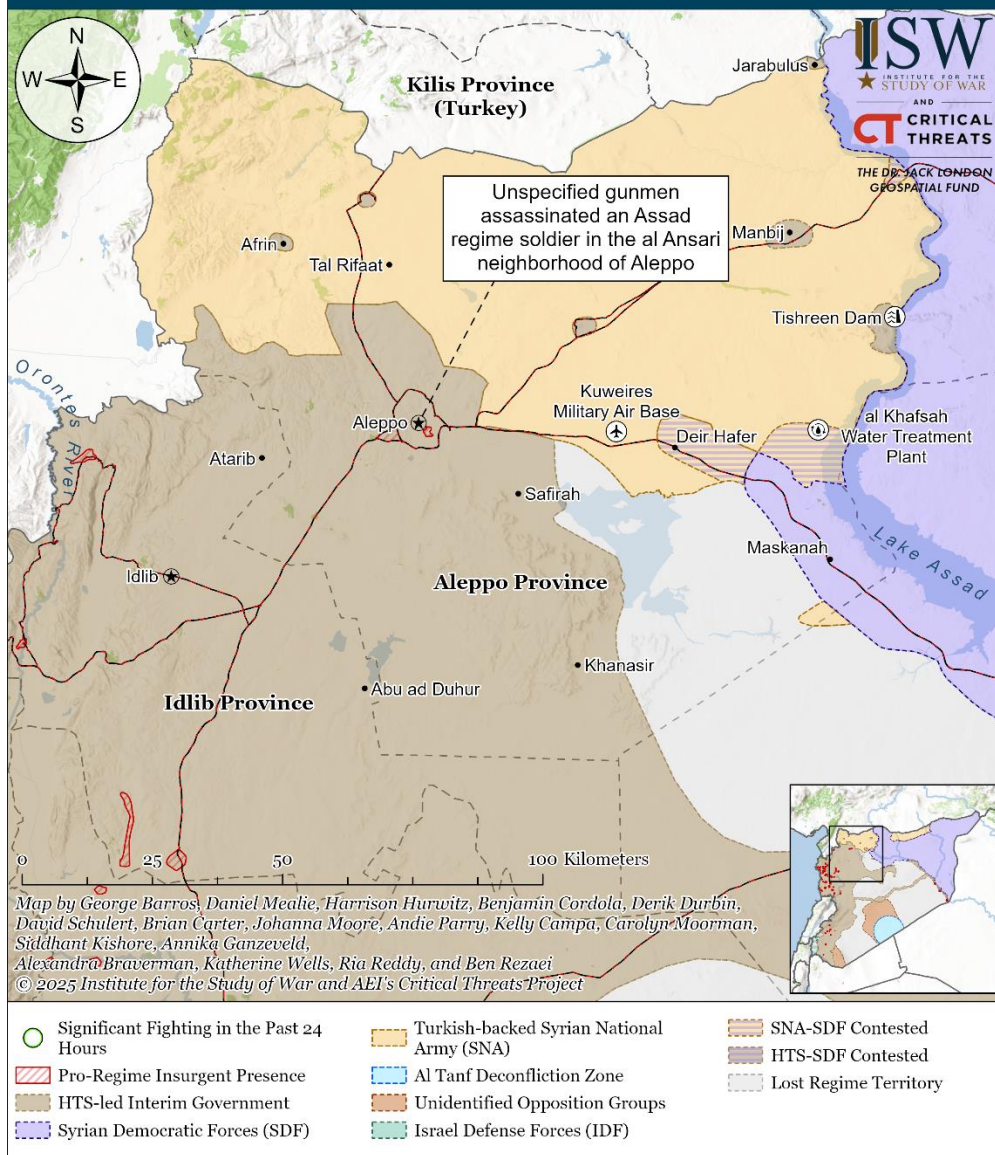 N
W E
S
Kilis Province
(Turkey)
Jarabulus
ISW
INSTITUTE FOR THE
STUDY OF WAR
AND
CT CRITICAL
THREATS
THE DR. JACK LONDON
GEOSPATIAL FUND
Unspecified gunmen
assassinated an Assad
regime soldier in the al Ansari
neighborhood of Aleppo
Afrin
Tal Rifaat
Manbij
Tishreen Dam
Orontes
River
Kuweires
Military Air Base
Aleppo
Deir Hafer
al Khafsah
Water Treatment
Plant
Atarib
Safirah
Maskanah
Lake Assad
Idlib
Aleppo Province
Khanasir
Idlib Province
Abu ad Duhur
0 25 50 100 Kilometers
Map by George Barros, Daniel Mealie, Harrison Hurwitz, Benjamin Cordola, Derik Durbin,
David Schulert, Brian Carter, Johanna Moore, Andie Parry, Kelly Campa, Carolyn Moorman,
Siddhant Kishore, Annika Ganzeveld,
Alexandra Braverman, Katherine Wells, Ria Reddy, and Ben Rezaei
© 2025 Institute for the Study of War and AEI's Critical Threats Project
Significant Fighting in the Past 24
Hours
Pro-Regime Insurgent Presence
HTS-led Interim Government
Syrian Democratic Forces (SDF)
Turkish-backed Syrian National
Army (SNA)
Al Tanf Deconfliction Zone
Unidentified Opposition Groups
Israel Defense Forces (IDF)
SNA-SDF Contested
HTS-SDF Contested
Lost Regime Territory